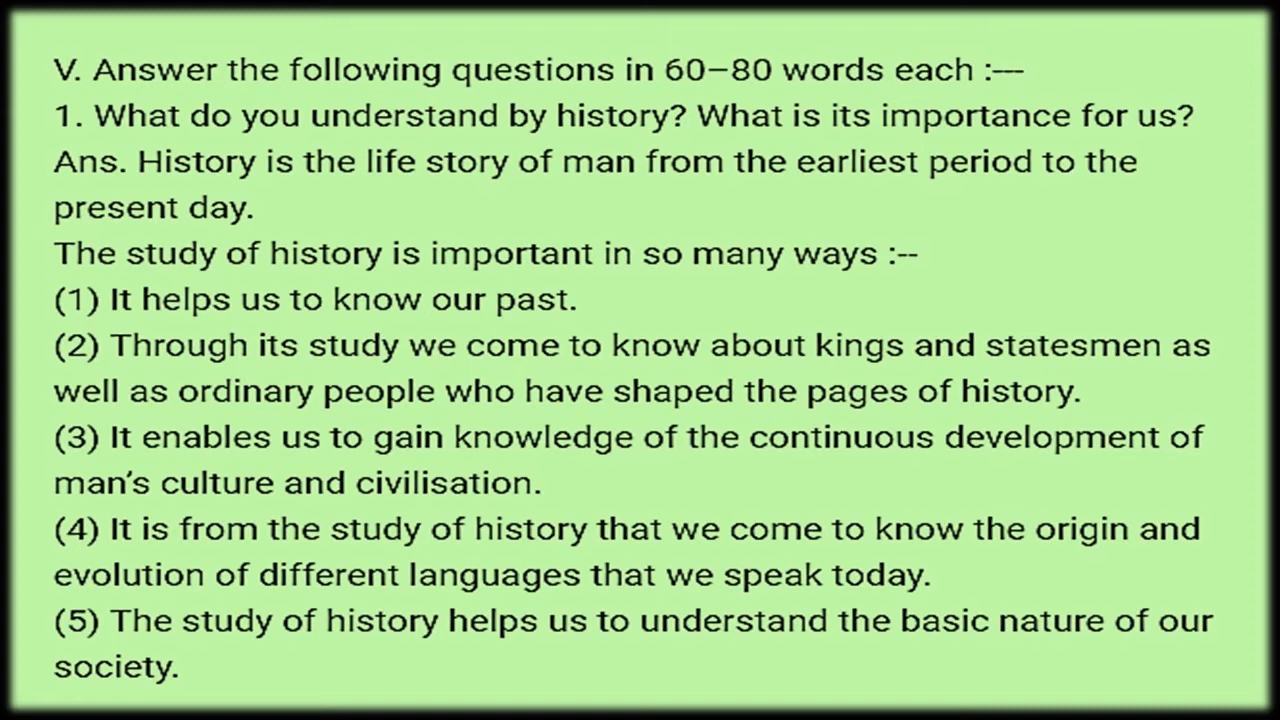 V. Answer the following questions in 60–80 words each :---
1. What do you understand by history? What is its importance for us?
Ans. History is the life story of man from the earliest period to the
present day.
The study of history is important in so many ways :--
(1) It helps us to know our past.
(2) Through its study we come to know about kings and statesmen as
well as ordinary people who have shaped the pages of history.
(3) It enables us to gain knowledge of the continuous development of
man’s culture and civilisation.
(4) It is from the study of history that we come to know the origin and
evolution of different languages that we speak today.
(5) The study of history helps us to understand the basic nature of our
society.